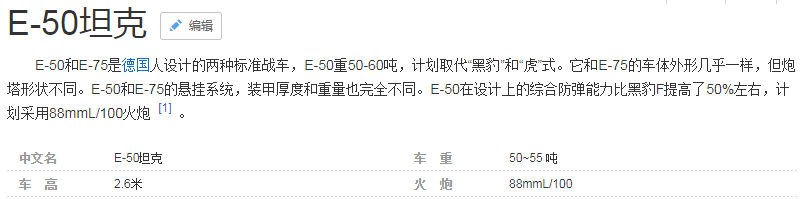 E-50坦克 编辑
E-50和E-75是德国人设计的两种标准战车，E-50重50-60吨，计划取代“黑豹”和“虎”式。它和E-75的车体外形几乎一样，但炮
塔形状不同。E-50和E-75的悬挂系统，装甲厚度和重量也完全不同。E-50在设计上的综合防弹能力比黑豹F提高了50%左右，计
划采用88mmL/100火炮 [1] 。
中文名 E-50坦克 车 重 50~55 吨
车 高 2.6米 火 炮 88mmL/100